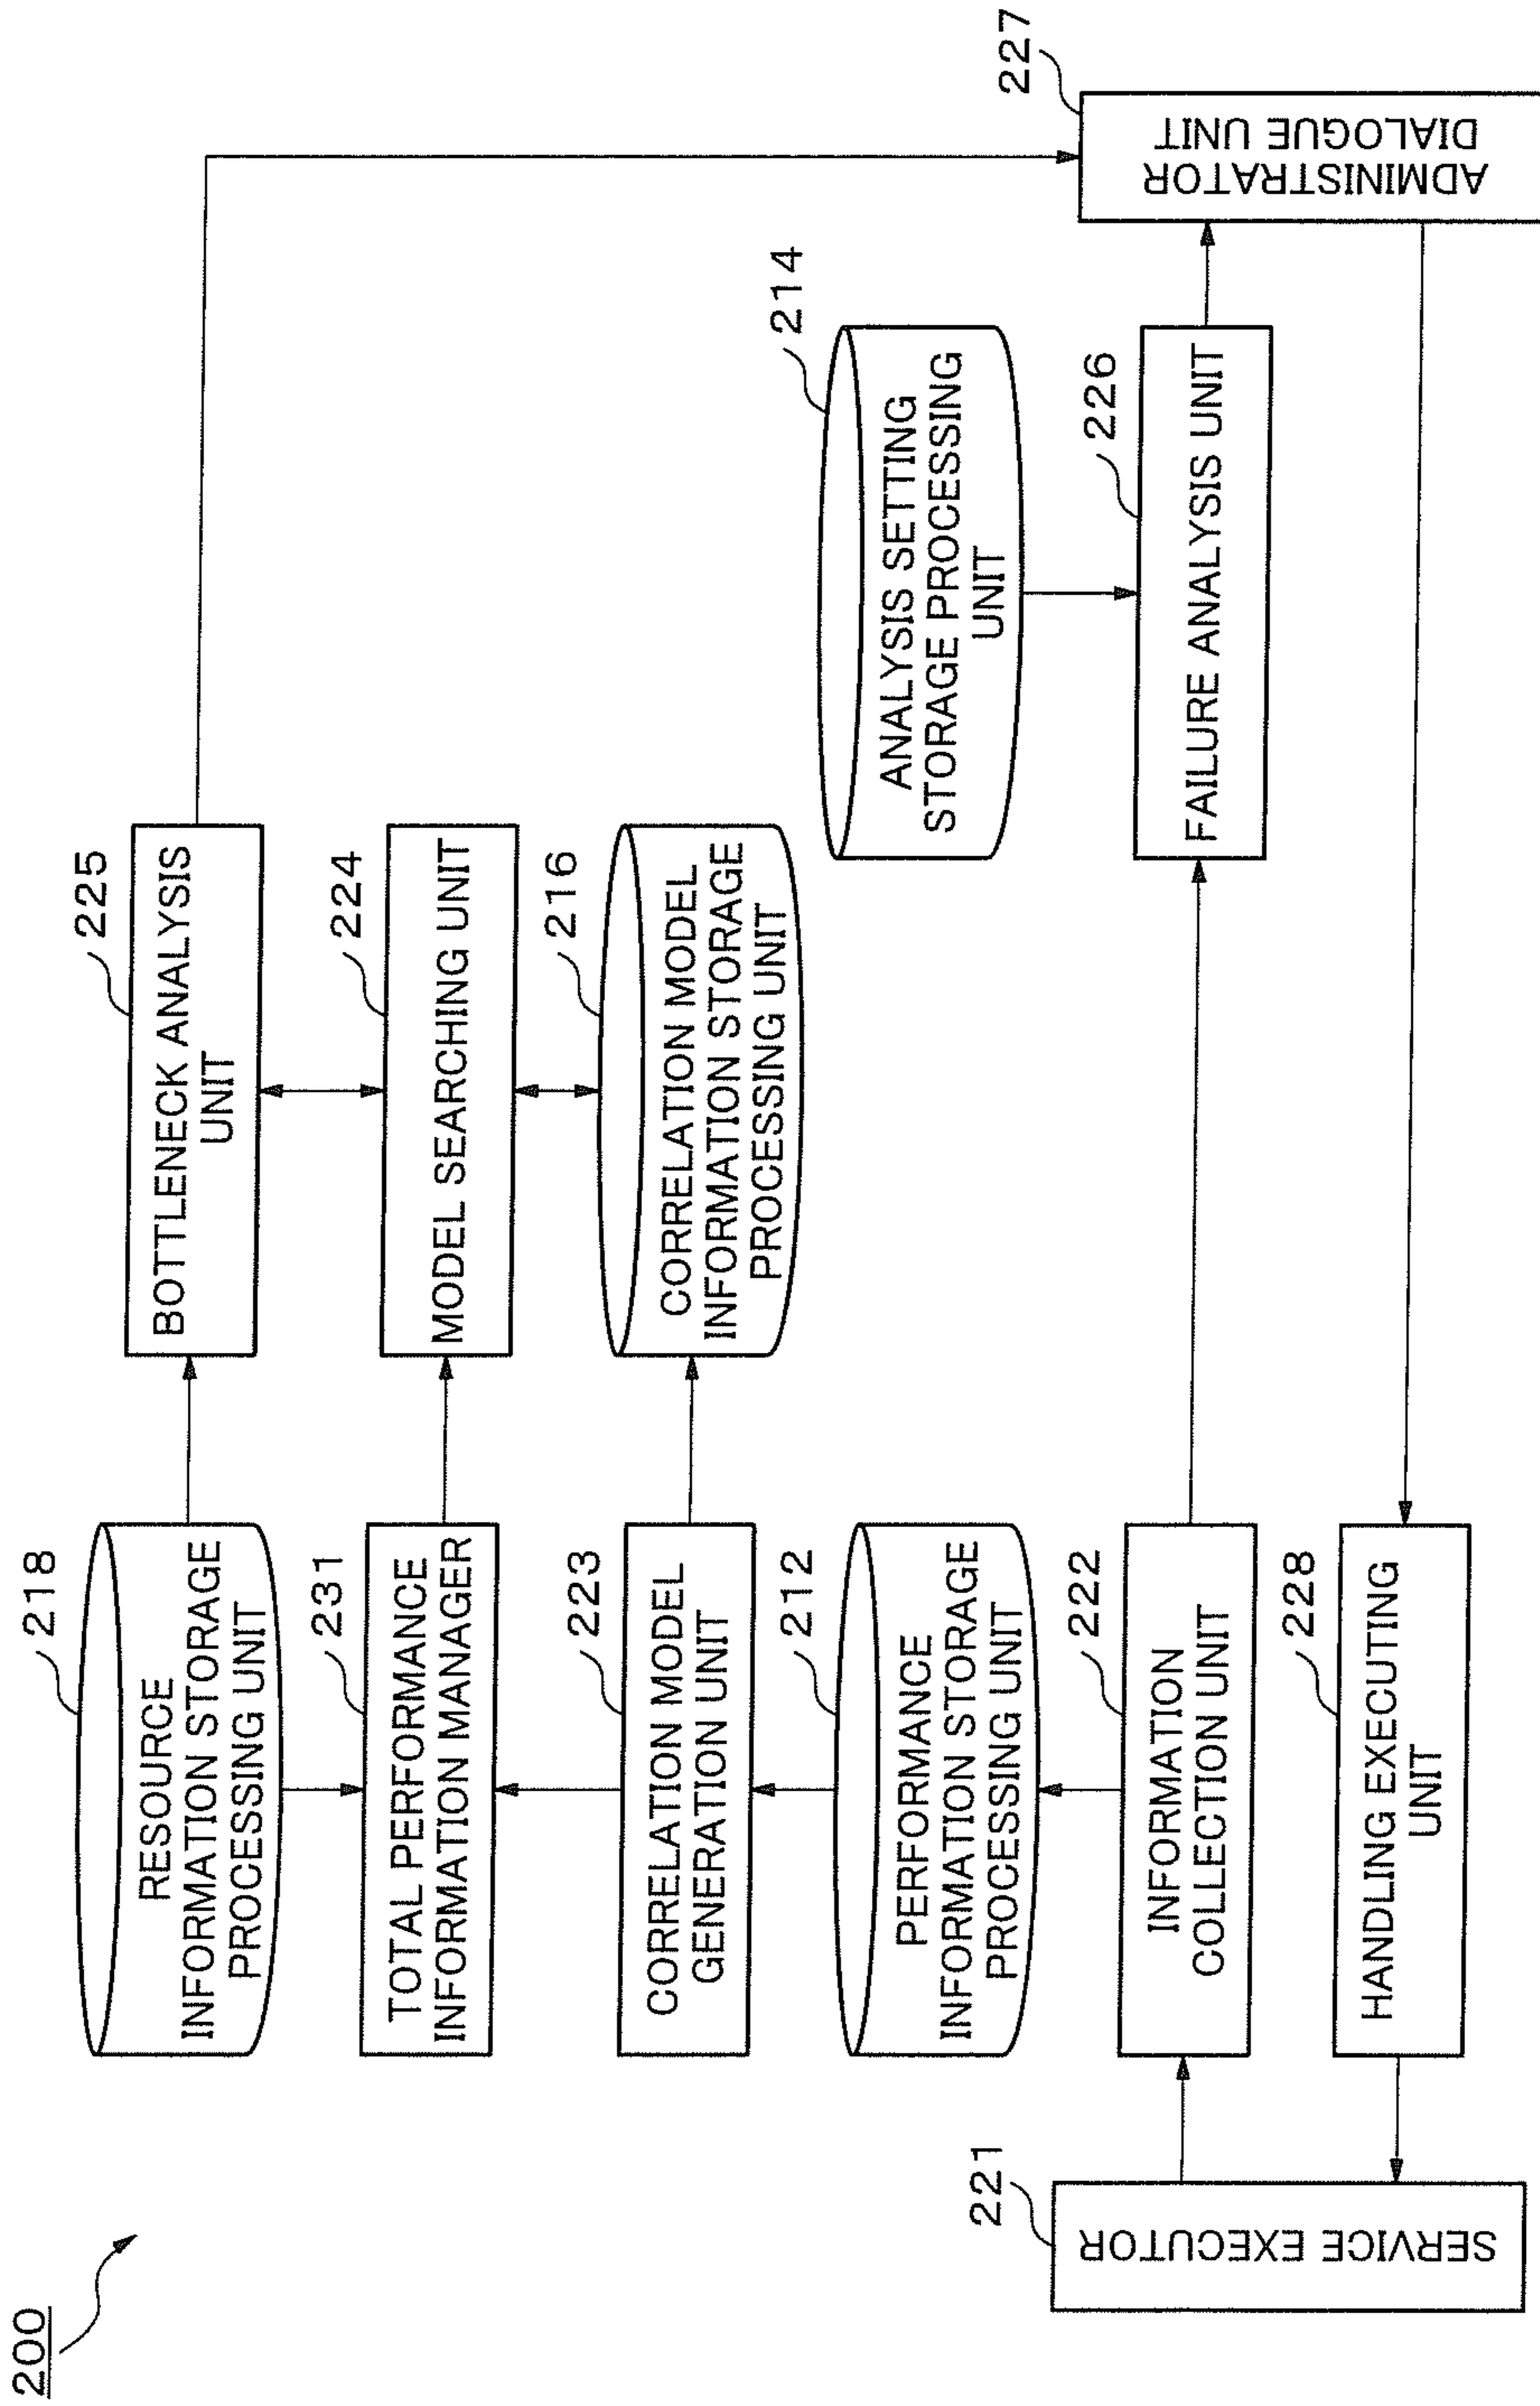 200
218
RESOURCE
INFORMATION STORAGE
PROCESSING UNIT
225
BOTTLENECK ANALYSIS
UNIT
231
TOTAL PERFORMANCE
INFORMATION MANAGER
224
MODEL SEARCHING UNIT
223
CORRELATION MODEL
GENERATION UNIT
216
CORRELATION MODEL
INFORMATION STORAGE
PROCESSING UNIT
212
PERFORMANCE
INFORMATION STORAGE
PROCESSING UNIT
214
ANALYSIS SETTING
STORAGE PROCESSING
UNIT
221
SERVICE EXECUTOR
222
INFORMATION
COLLECTION UNIT
226
FAILURE ANALYSIS UNIT
227
ADMINISTRATOR
DIALOGUE UNIT
228
HANDLING EXECUTING
UNIT